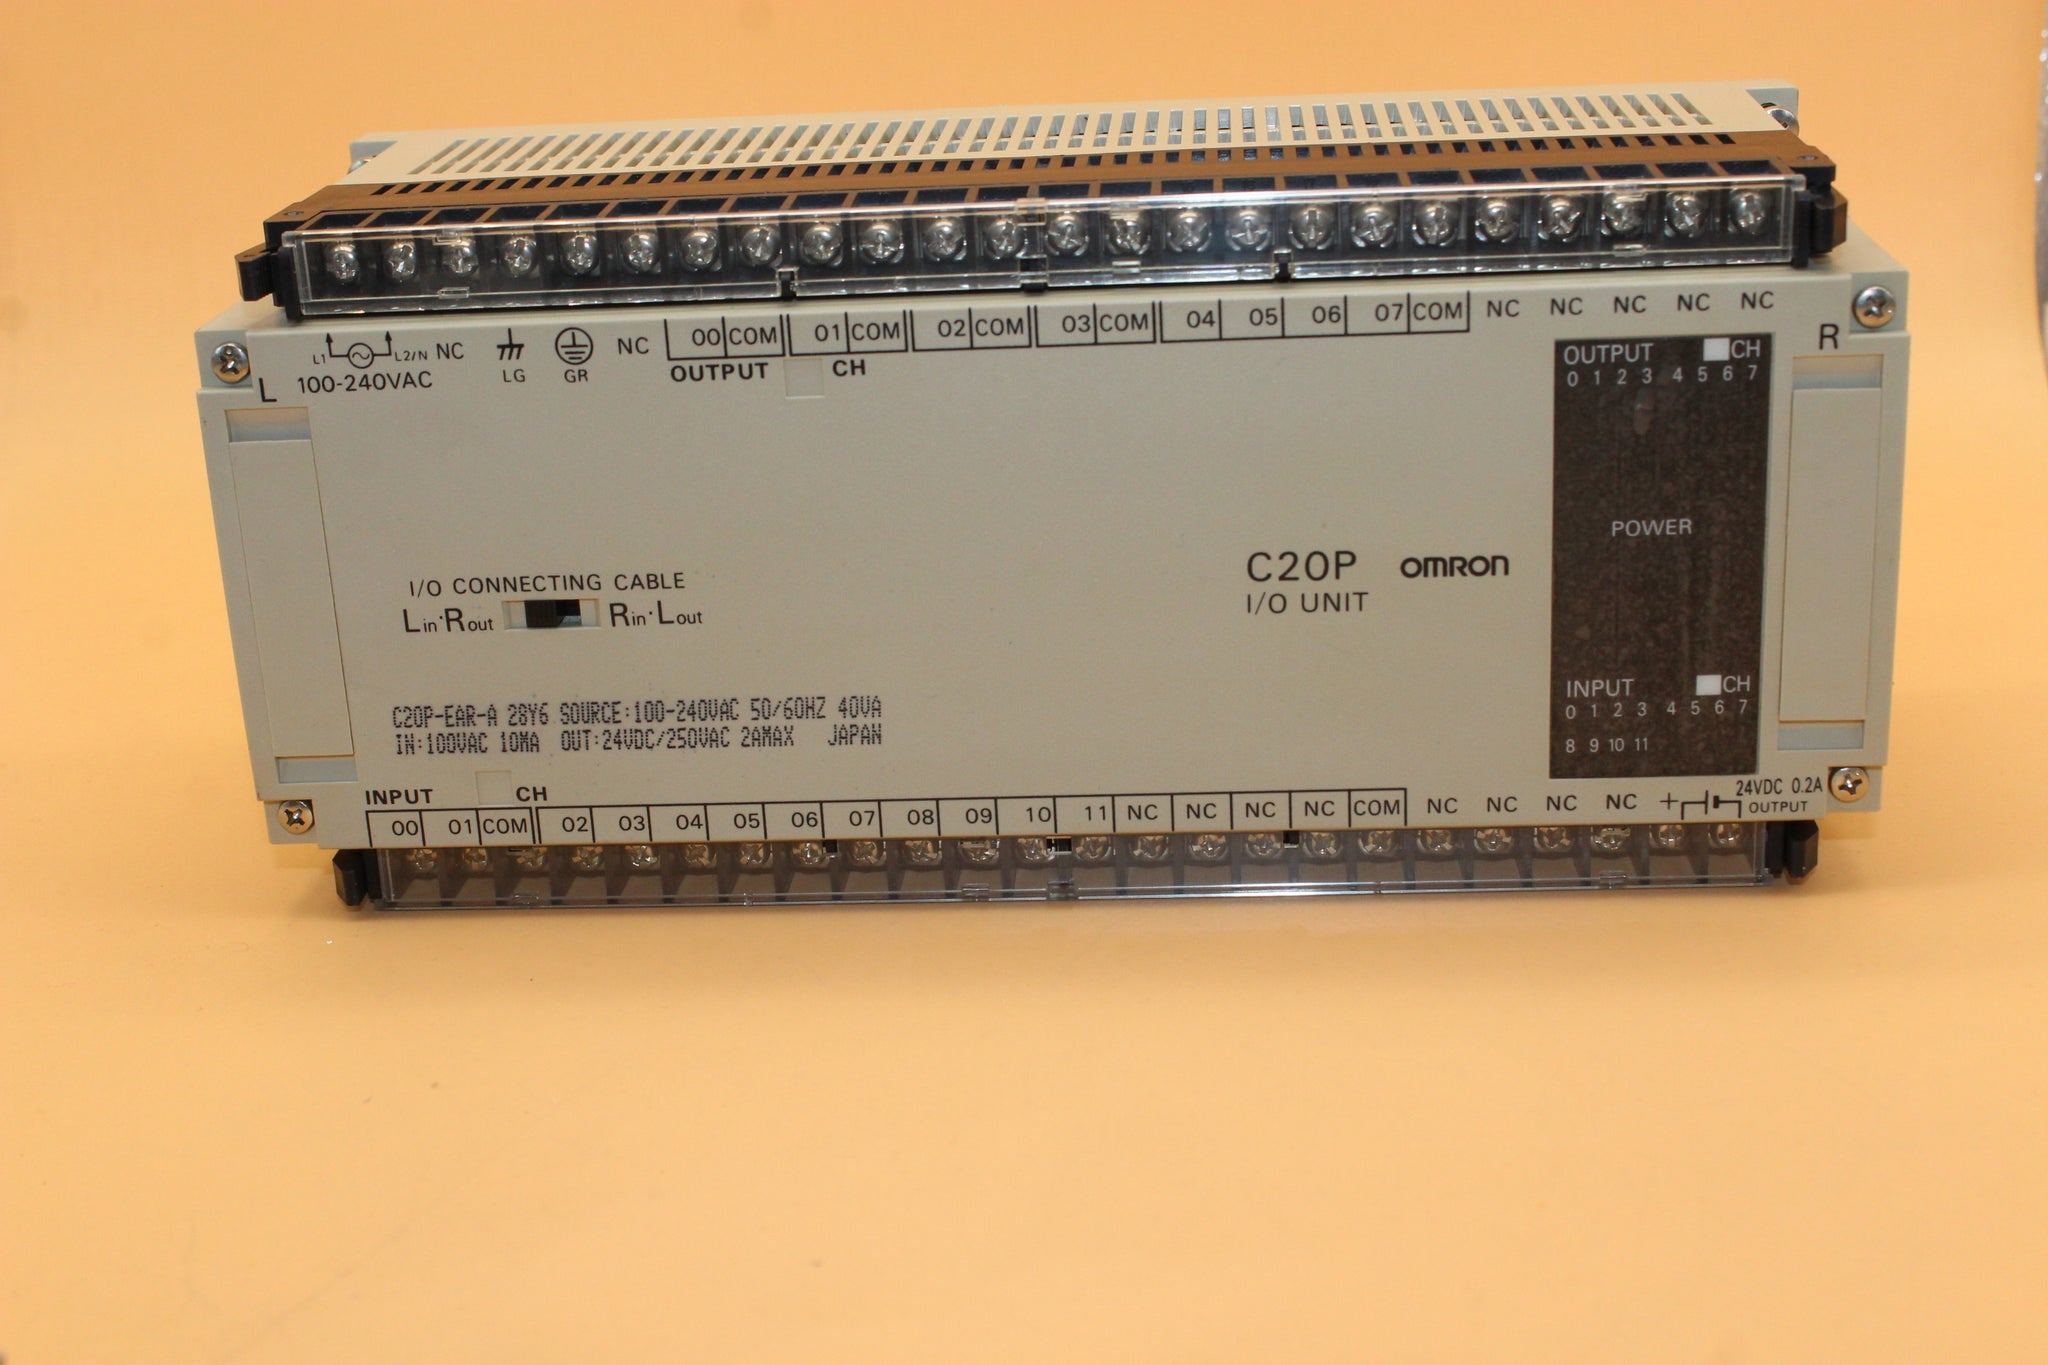 L1 L2/N NC LG GR NC 00 COM 01 COM 02 COM 03 COM 04 05 06 07 COM NC NC NC NC NC
L 100-240VAC OUTPUT CH R
OUTPUT CH
0 1 2 3 4 5 6 7
POWER
I/O CONNECTING CABLE
Lin·Rout Rin·Lout
C20P OMRON
I/O UNIT
C20P-EAR-A 28Y6 SOURCE:100-240VAC 50/60HZ 40VA
IN:100VAC 10MA OUT:24VDC/250VAC 2AMAX JAPAN
INPUT CH
0 1 2 3 4 5 6 7
8 9 10 11
INPUT CH
00 01 COM 02 03 04 05 06 07 08 09 10 11 NC NC NC NC COM NC NC NC NC +
24VDC 0.2A
OUTPUT